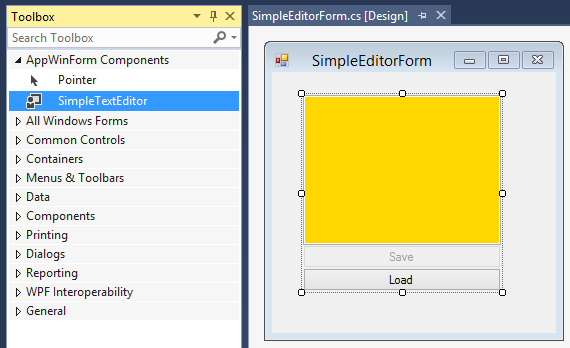 Toolbox
Search Toolbox
AppWinForm Components
Pointer
SimpleTextEditor
All Windows Forms
Common Controls
Containers
Menus & Toolbars
Data
Components
Printing
Dialogs
Reporting
WPF Interoperability
General
SimpleEditorForm.cs [Design]
SimpleEditorForm
Save
Load